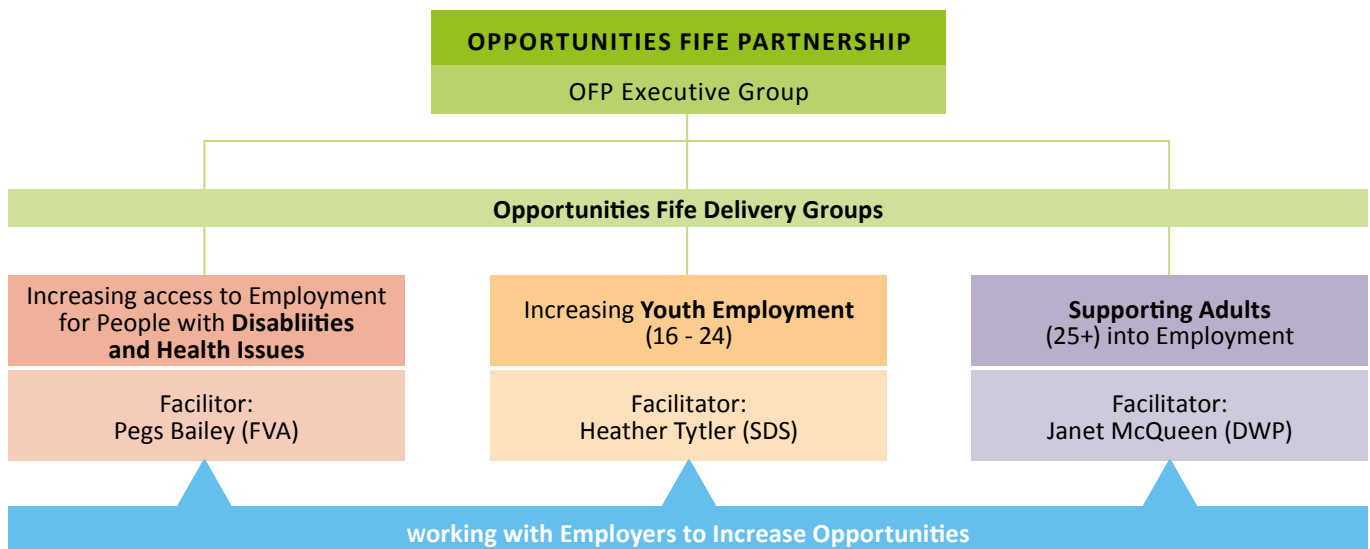 OPPORTUNITIES FIFE PARTNERSHIP
OFP Executive Group
Opportunities Fife Delivery Groups
Increasing access to Employment
for People with Disabliities
and Health Issues
Facilitor:
Pegs Bailey (FVA)
Increasing Youth Employment
(16 - 24)
Facilitator:
Heather Tytler (SDS)
Supporting Adults
(25+) into Employment
Facilitator:
Janet McQueen (DWP)
working with Employers to Increase Opportunities